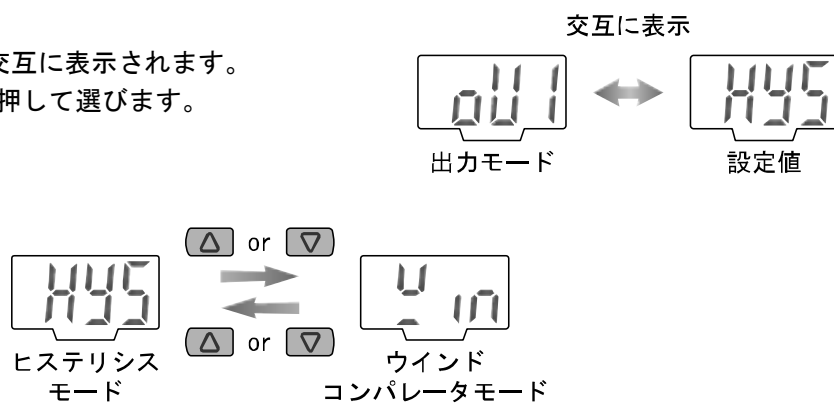 交互に表示
交互に表示されます。
押して選びます。
oU1
HYS
出力モード
設定値
or
HYS
Win
or
ヒステリシス
モード
ウインド
コンパレータモード